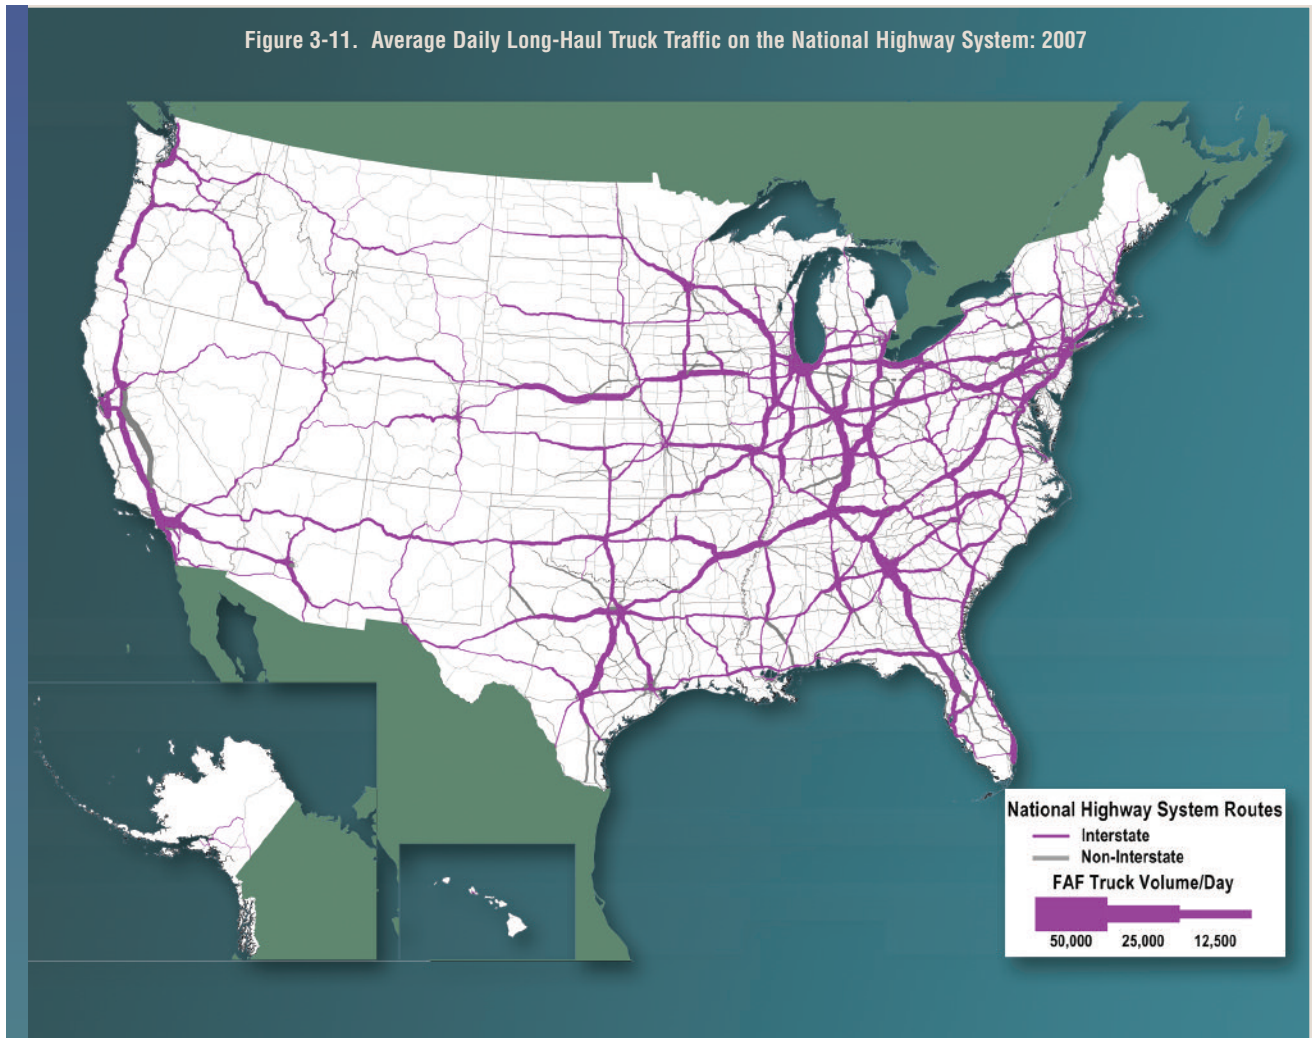 Figure 3-11. Average Daily Long-Haul Truck Traffic on the National Highway System: 2007
National Highway System Routes
Interstate
Non-Interstate
FAF Truck Volume/Day
50,000 25,000 12,500